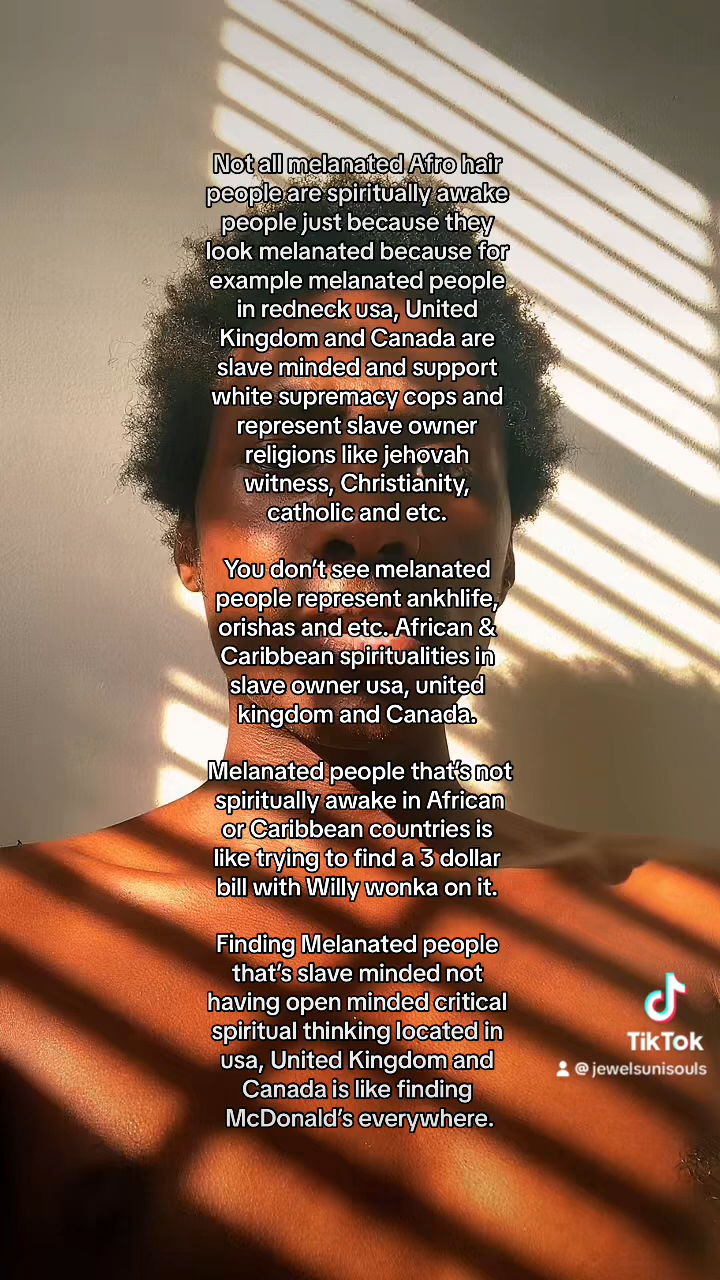 Not all melanated Afro hair
people are spiritually awake
people just because they
look melanated because for
example melanated people
in redneck usa, United
Kingdom and Canada are
slave minded and support
white supremacy cops and
represent slave owner
religions like jehovah
witness, Christianity,
catholic and etc.
You don't see melanated
people represent ankhlife,
orishas and etc. African &
Caribbean spiritualities in
slave owner usa, united
kingdom and Canada.
Melanated people that's not
spiritually awake in African
or Caribbean countries is
like trying to find a 3 dollar
bill with Willy wonka on it.
Finding Melanated people
that's slave minded not
having open minded critical
spiritual thinking located in
usa, United Kingdom and
Canada is like finding
McDonald's everywhere.
TikTok
@jewelsunisouls